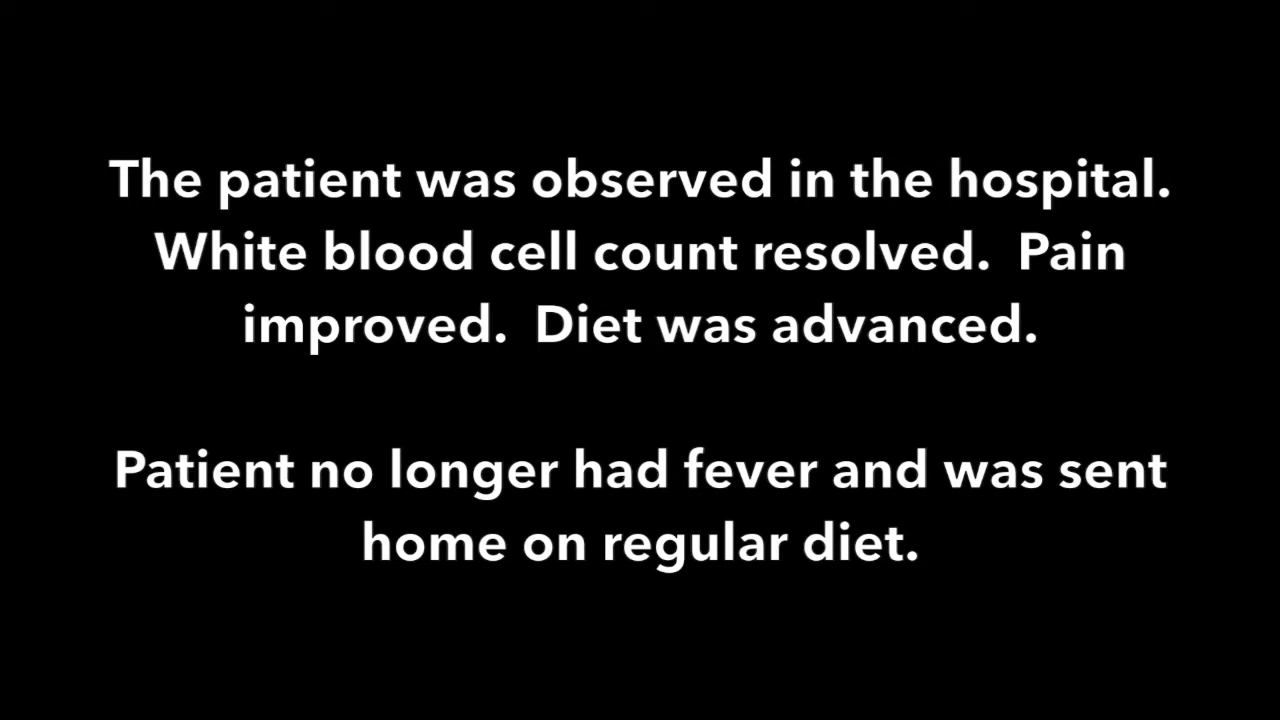 The patient was observed in the hospital.
White blood cell count resolved.  Pain
improved.  Diet was advanced.
Patient no longer had fever and was sent
home on regular diet.